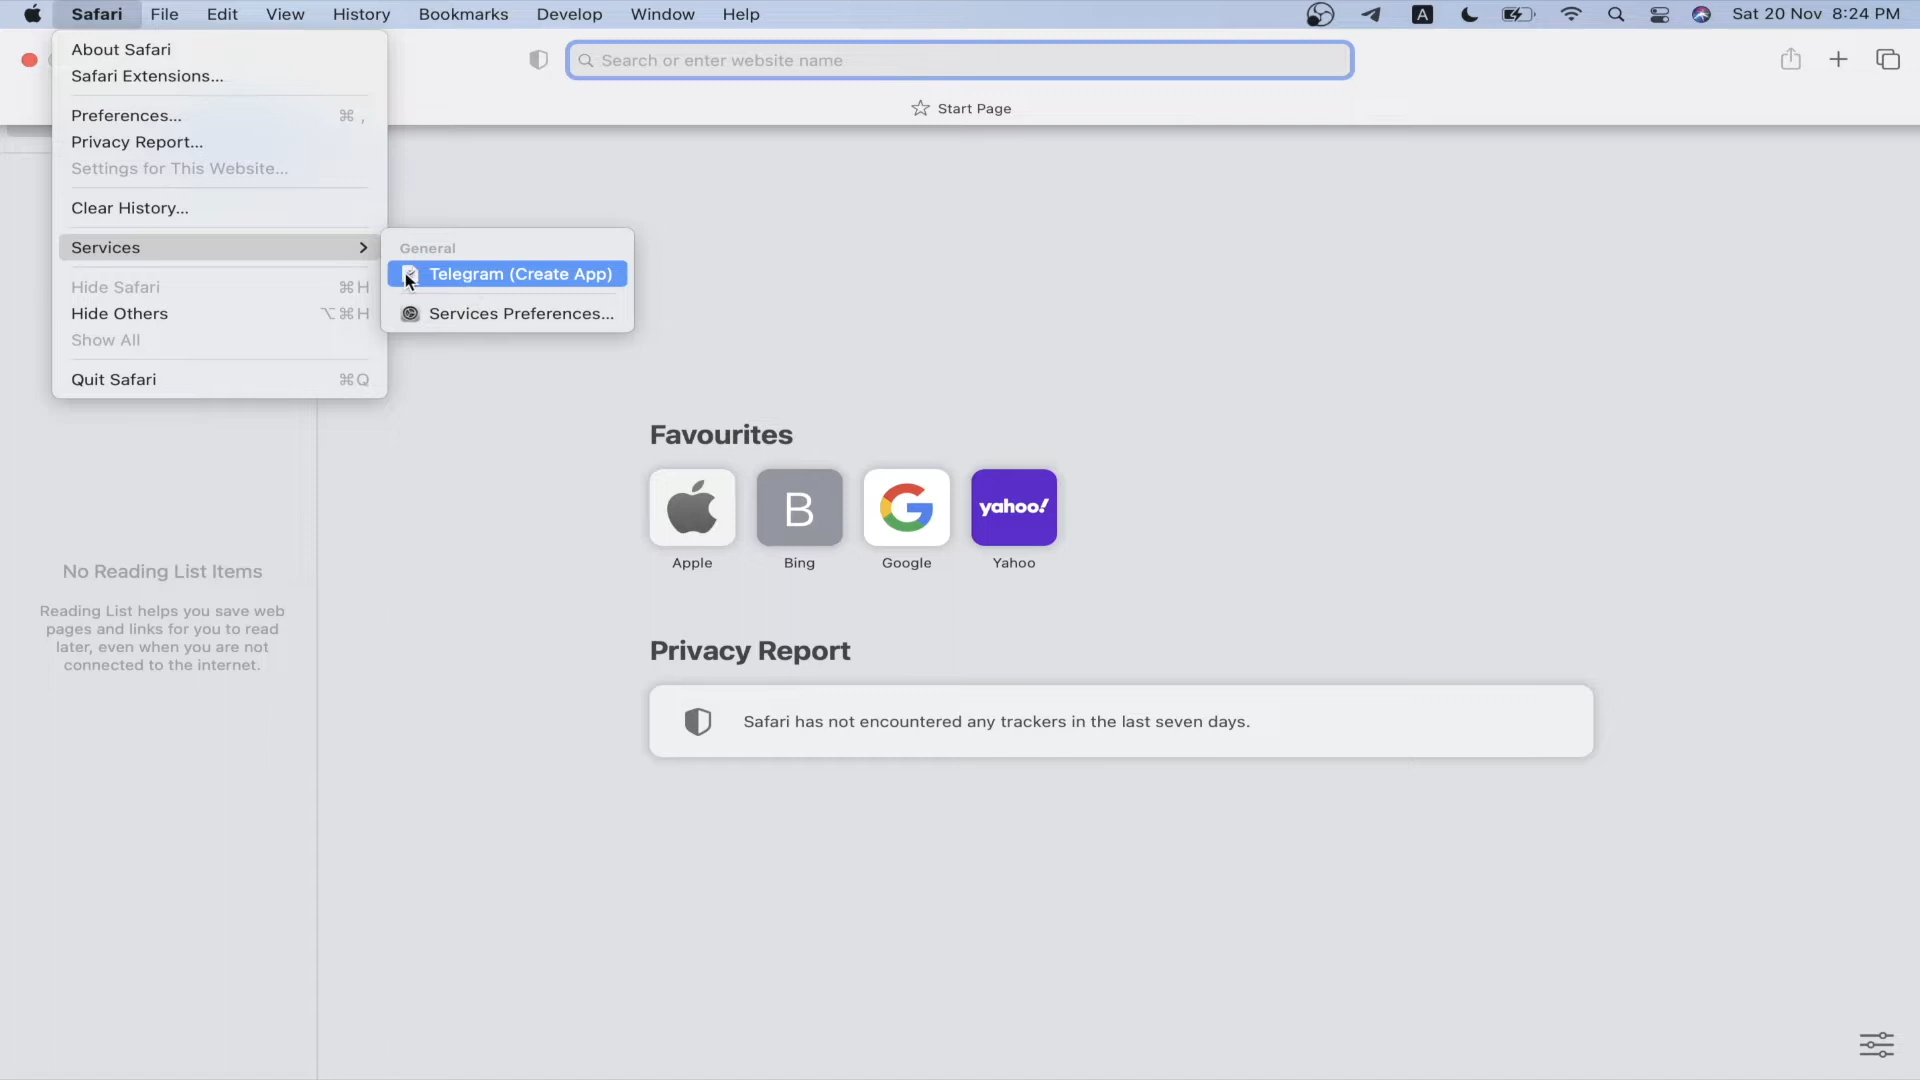 Safari File Edit View History Bookmarks Develop Window Help A Sat 20 Nov 8:24 PM
About Safari
Safari Extensions...
Preferences... ⌘ ,
Privacy Report...
Settings for This Website...
Clear History...
Services
Hide Safari ⌘H
Hide Others ⌥⌘H
Show All
Quit Safari ⌘Q
General
Telegram (Create App)
Services Preferences...
Search or enter website name
Start Page
No Reading List Items
Reading List helps you save web
pages and links for you to read
later, even when you are not
connected to the internet.
Favourites
B
yahoo!
Apple Bing Google Yahoo
Privacy Report
Safari has not encountered any trackers in the last seven days.